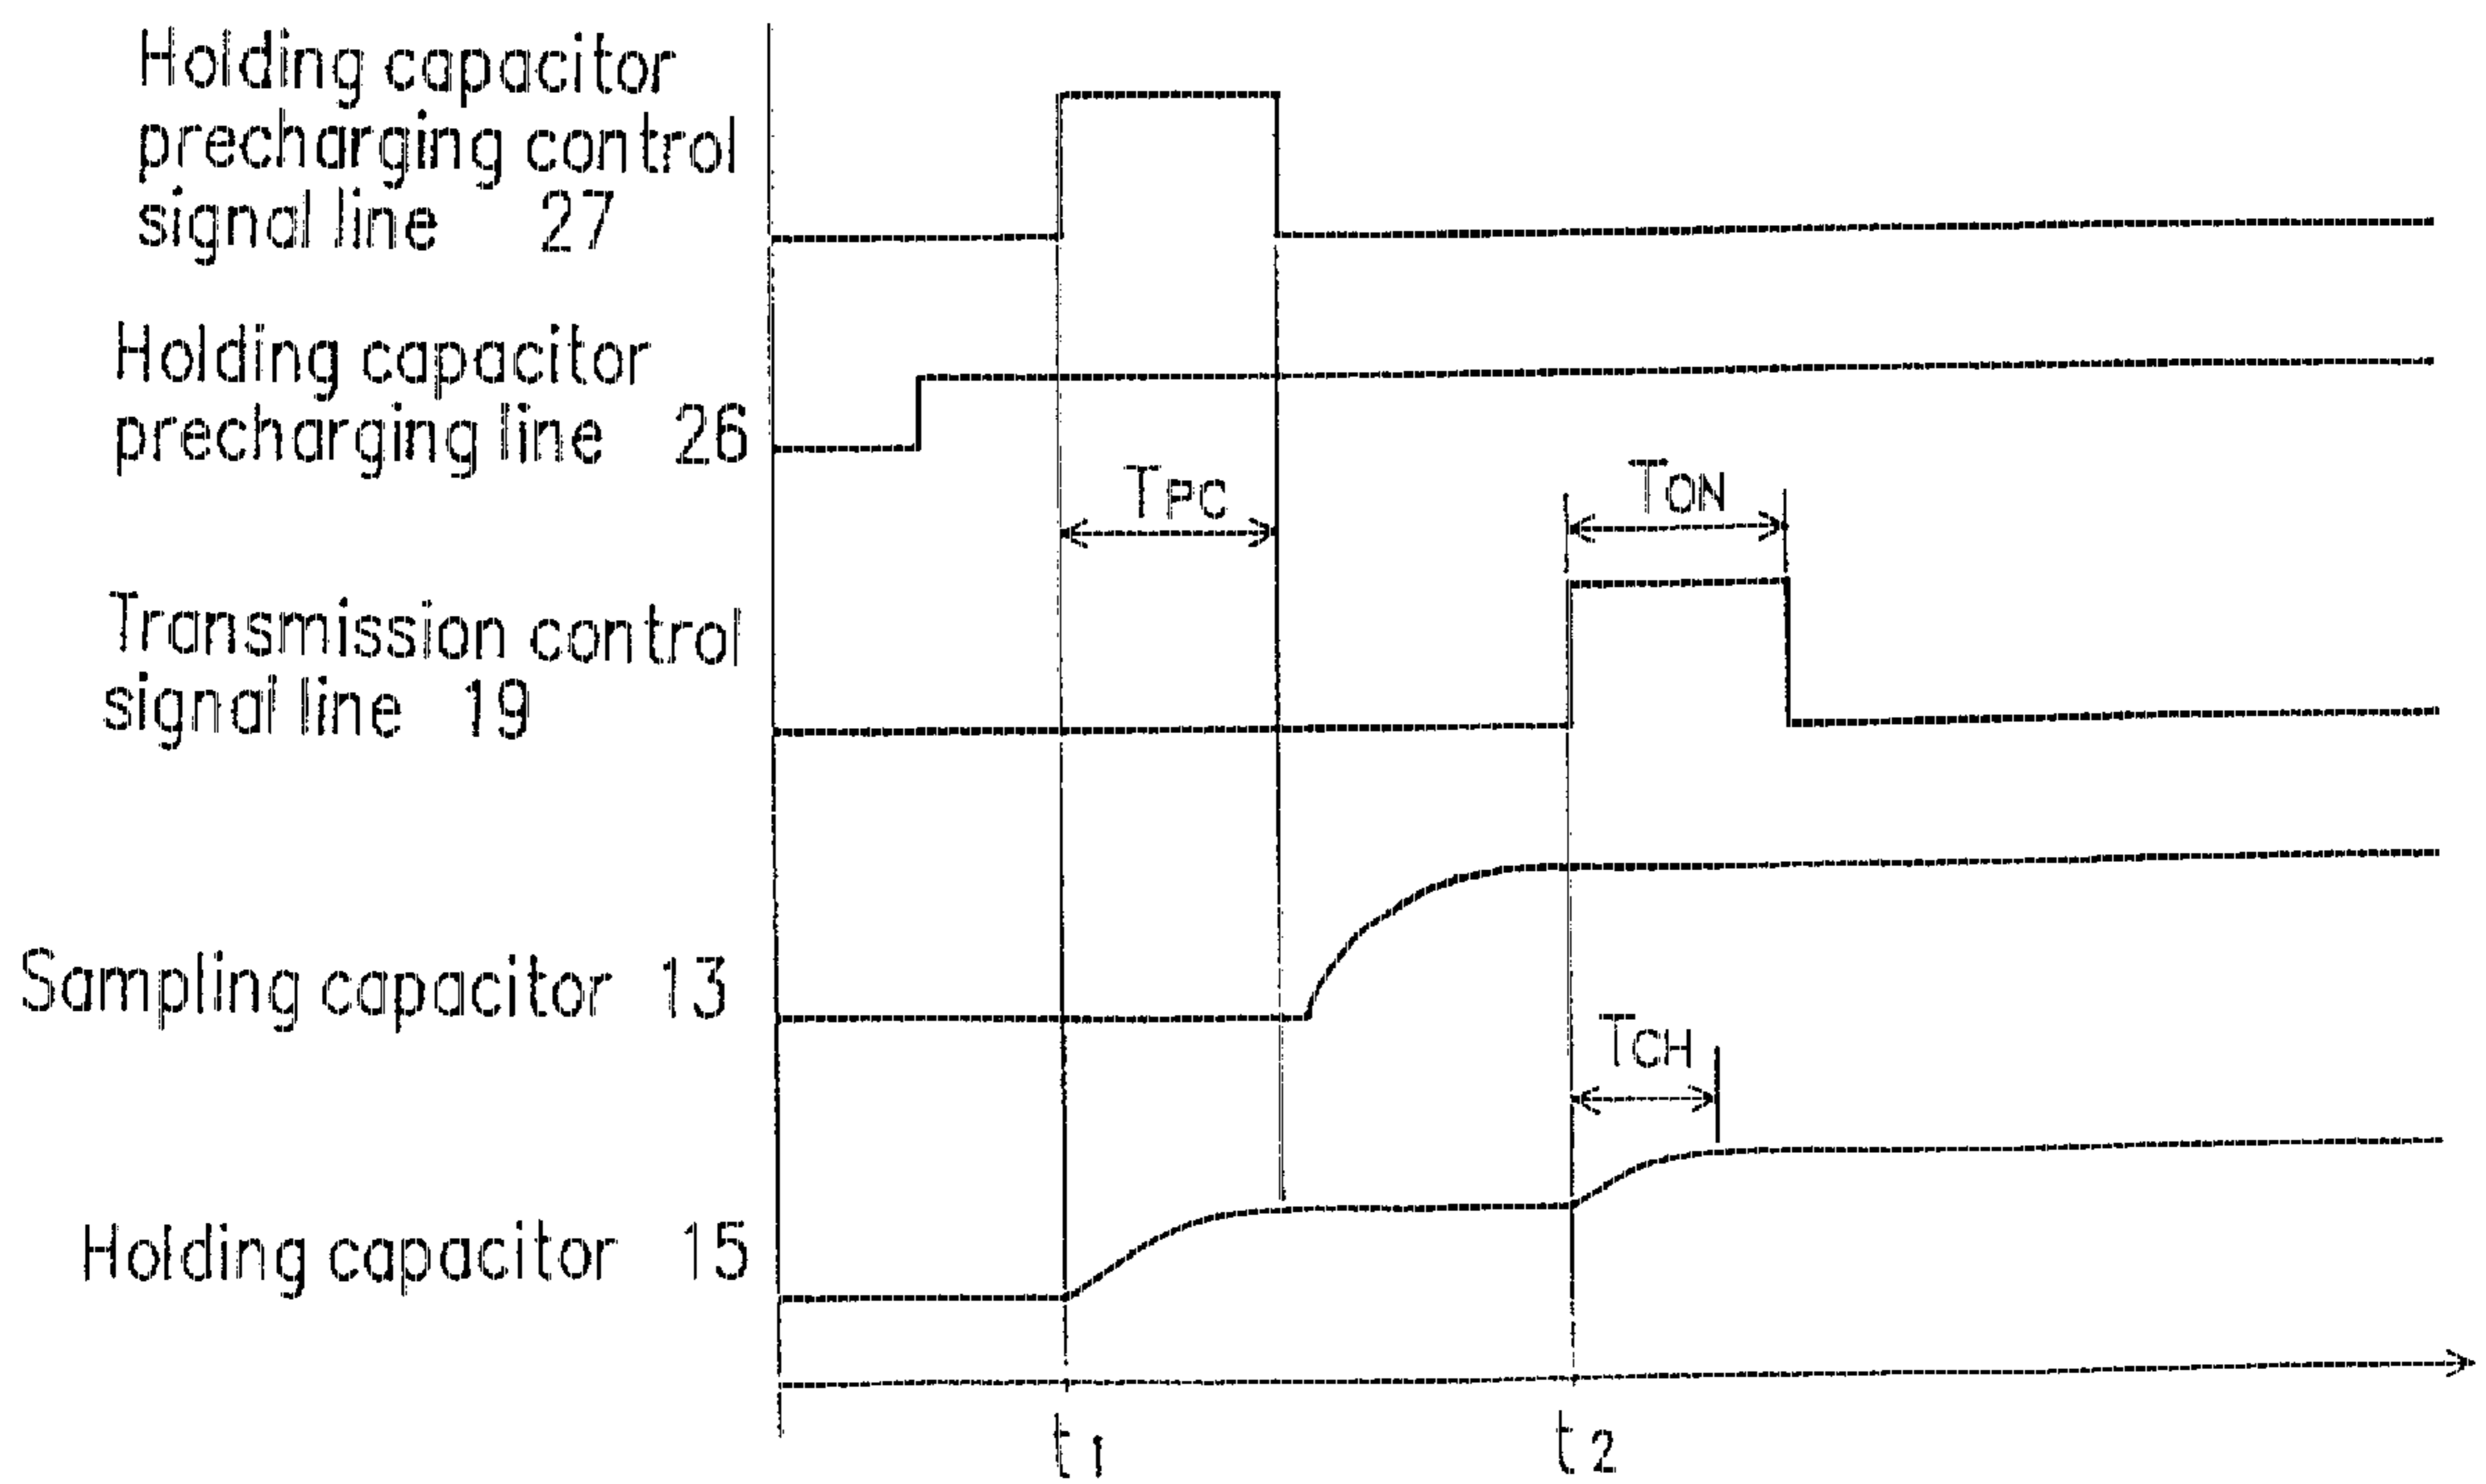 Holding capacitor
precharging control
signal line 27
Holding capacitor
precharging line 26
TPC
TON
Transmission control
signal line 19
Sampling capacitor 13
TCH
Holding capacitor 15
t1
t2